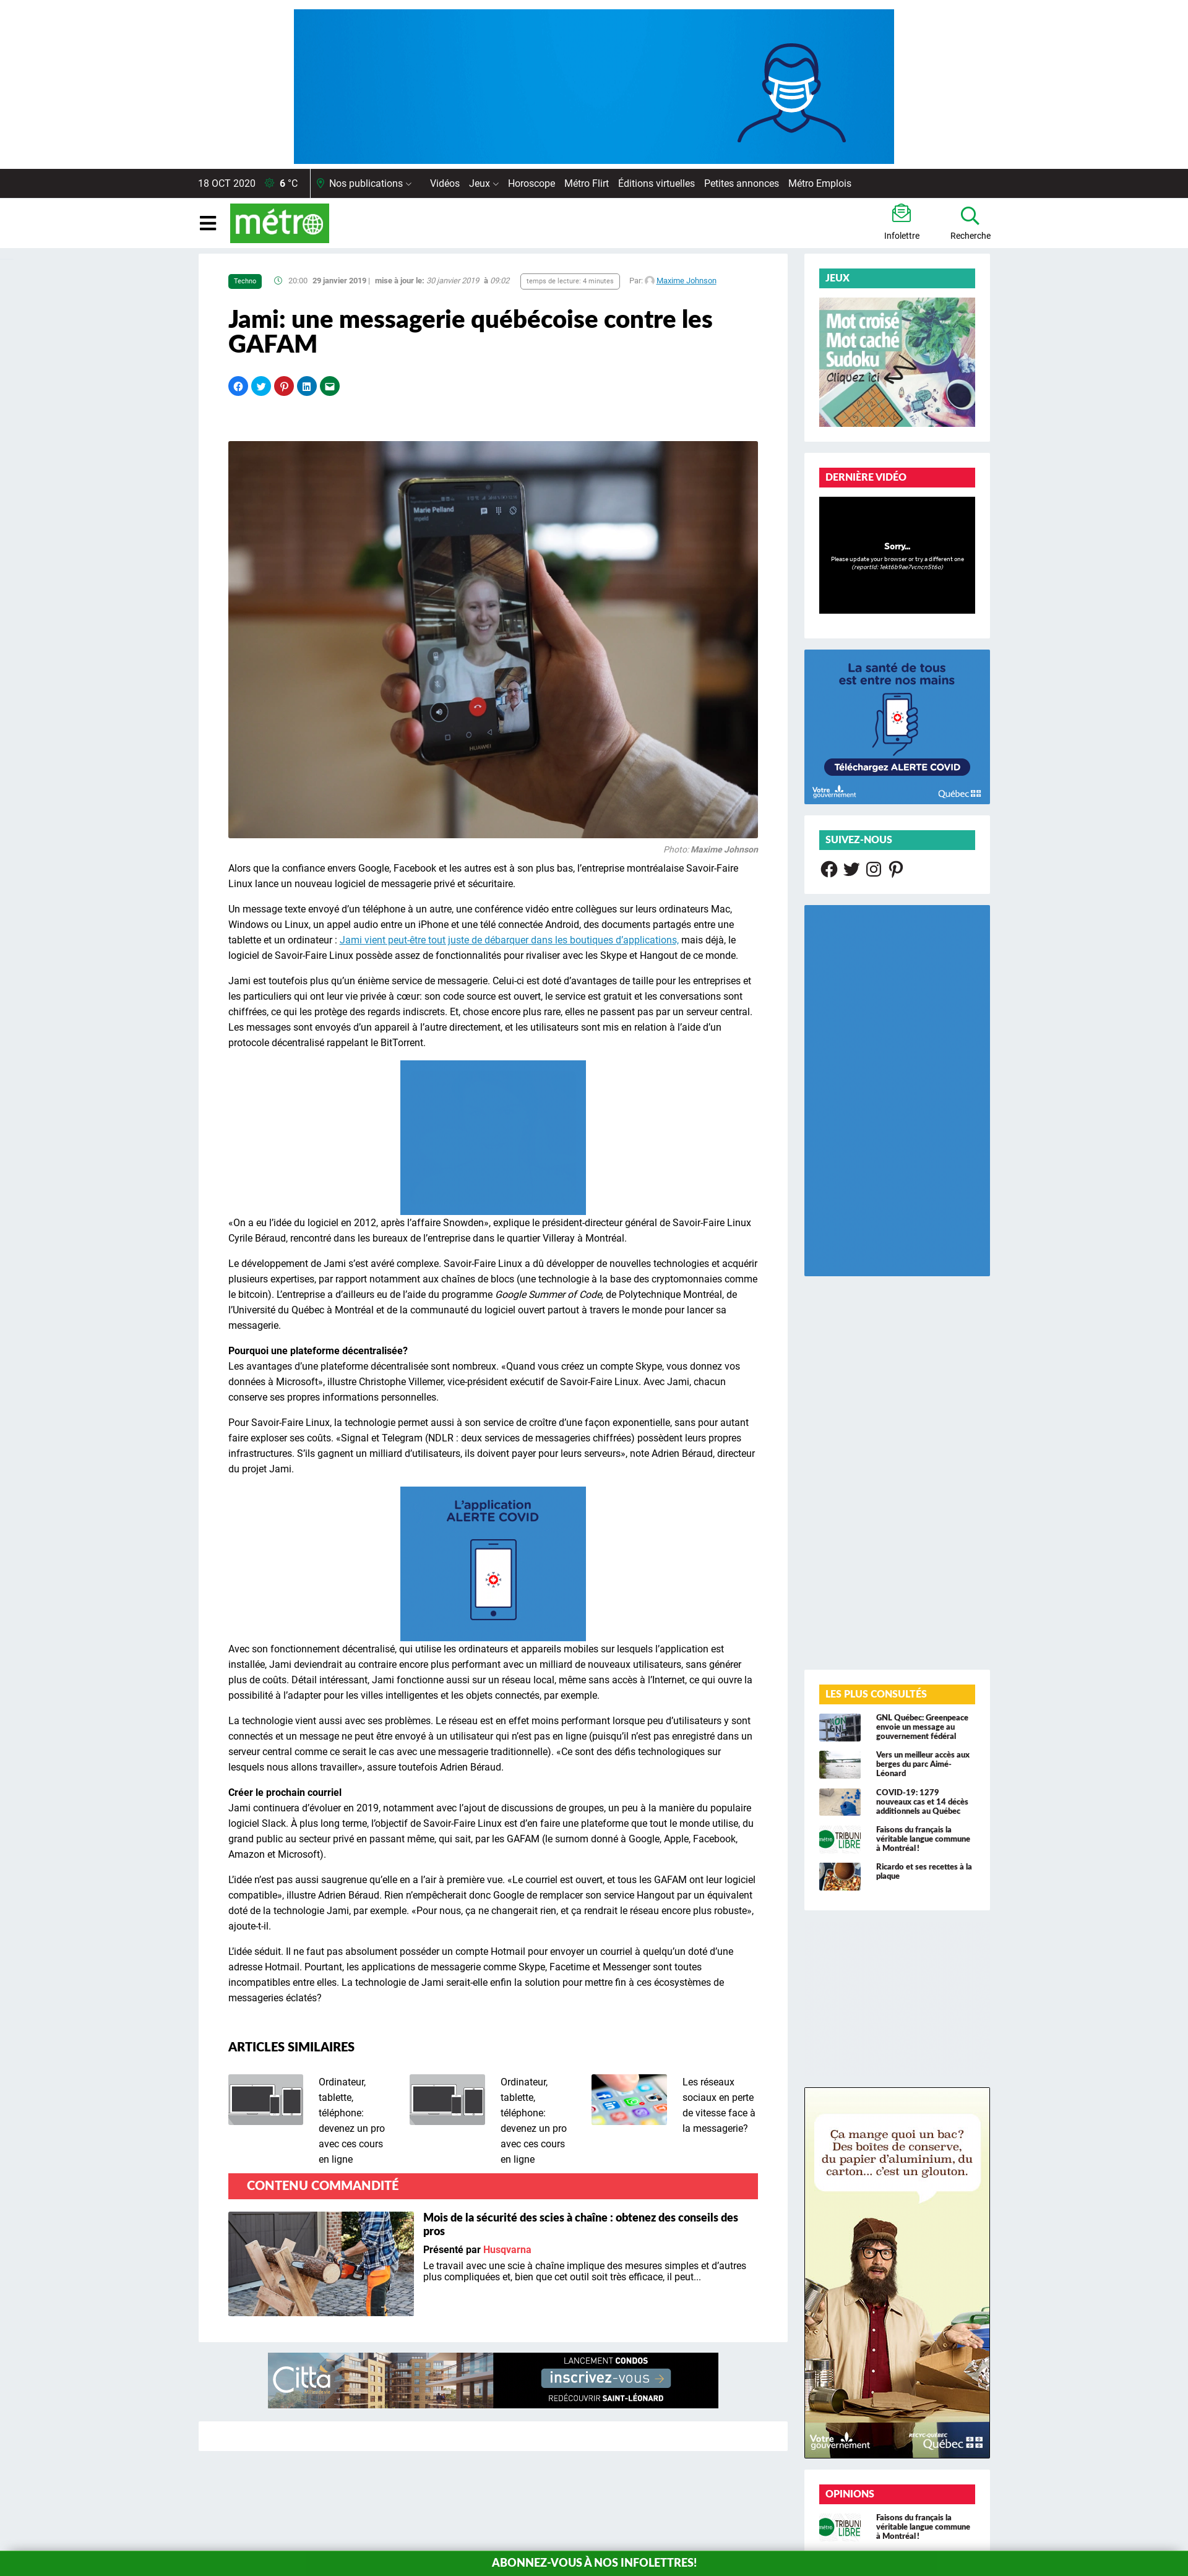 18 OCT 2020 6 °C Nos publications Vidéos Jeux Horoscope Métro Flirt Éditions virtuelles Petites annonces Métro Emplois
métro
Infolettre
Recherche
Techno 20:00 29 janvier 2019 | mise à jour le: 30 janvier 2019 à 09:02 temps de lecture: 4 minutes Par: Maxime Johnson
Jami: une messagerie québécoise contre les
GAFAM
Marie Pelland
HUAWEI
Photo: Maxime Johnson
Alors que la confiance envers Google, Facebook et les autres est à son plus bas, l’entreprise montréalaise Savoir-Faire
Linux lance un nouveau logiciel de messagerie privé et sécuritaire.
Un message texte envoyé d’un téléphone à un autre, une conférence vidéo entre collègues sur leurs ordinateurs Mac,
Windows ou Linux, un appel audio entre un iPhone et une télé connectée Android, des documents partagés entre une
tablette et un ordinateur : Jami vient peut-être tout juste de débarquer dans les boutiques d’applications, mais déjà, le
logiciel de Savoir-Faire Linux possède assez de fonctionnalités pour rivaliser avec les Skype et Hangout de ce monde.
Jami est toutefois plus qu’un énième service de messagerie. Celui-ci est doté d’avantages de taille pour les entreprises et
les particuliers qui ont leur vie privée à cœur: son code source est ouvert, le service est gratuit et les conversations sont
chiffrées, ce qui les protège des regards indiscrets. Et, chose encore plus rare, elles ne passent pas par un serveur central.
Les messages sont envoyés d’un appareil à l’autre directement, et les utilisateurs sont mis en relation à l’aide d’un
protocole décentralisé rappelant le BitTorrent.
«On a eu l’idée du logiciel en 2012, après l’affaire Snowden», explique le président-directeur général de Savoir-Faire Linux
Cyrile Béraud, rencontré dans les bureaux de l’entreprise dans le quartier Villeray à Montréal.
Le développement de Jami s’est avéré complexe. Savoir-Faire Linux a dû développer de nouvelles technologies et acquérir
plusieurs expertises, par rapport notamment aux chaînes de blocs (une technologie à la base des cryptomonnaies comme
le bitcoin). L’entreprise a d’ailleurs eu de l’aide du programme Google Summer of Code, de Polytechnique Montréal, de
l’Université du Québec à Montréal et de la communauté du logiciel ouvert partout à travers le monde pour lancer sa
messagerie.
Pourquoi une plateforme décentralisée?
Les avantages d’une plateforme décentralisée sont nombreux. «Quand vous créez un compte Skype, vous donnez vos
données à Microsoft», illustre Christophe Villemer, vice-président exécutif de Savoir-Faire Linux. Avec Jami, chacun
conserve ses propres informations personnelles.
Pour Savoir-Faire Linux, la technologie permet aussi à son service de croître d’une façon exponentielle, sans pour autant
faire exploser ses coûts. «Signal et Telegram (NDLR : deux services de messageries chiffrées) possèdent leurs propres
infrastructures. S’ils gagnent un milliard d’utilisateurs, ils doivent payer pour leurs serveurs», note Adrien Béraud, directeur
du projet Jami.
L’application
ALERTE COVID
Avec son fonctionnement décentralisé, qui utilise les ordinateurs et appareils mobiles sur lesquels l’application est
installée, Jami deviendrait au contraire encore plus performant avec un milliard de nouveaux utilisateurs, sans générer
plus de coûts. Détail intéressant, Jami fonctionne aussi sur un réseau local, même sans accès à l’Internet, ce qui ouvre la
possibilité à l’adapter pour les villes intelligentes et les objets connectés, par exemple.
La technologie vient aussi avec ses problèmes. Le réseau est en effet moins performant lorsque peu d’utilisateurs y sont
connectés et un message ne peut être envoyé à un utilisateur qui n’est pas en ligne (puisqu’il n’est pas enregistré dans un
serveur central comme ce serait le cas avec une messagerie traditionnelle). «Ce sont des défis technologiques sur
lesquels nous allons travailler», assure toutefois Adrien Béraud.
Créer le prochain courriel
Jami continuera d’évoluer en 2019, notamment avec l’ajout de discussions de groupes, un peu à la manière du populaire
logiciel Slack. À plus long terme, l’objectif de Savoir-Faire Linux est d’en faire une plateforme que tout le monde utilise, du
grand public au secteur privé en passant même, qui sait, par les GAFAM (le surnom donné à Google, Apple, Facebook,
Amazon et Microsoft).
L’idée n’est pas aussi saugrenue qu’elle en a l’air à première vue. «Le courriel est ouvert, et tous les GAFAM ont leur logiciel
compatible», illustre Adrien Béraud. Rien n’empêcherait donc Google de remplacer son service Hangout par un équivalent
doté de la technologie Jami, par exemple. «Pour nous, ça ne changerait rien, et ça rendrait le réseau encore plus robuste»,
ajoute-t-il.
L’idée séduit. Il ne faut pas absolument posséder un compte Hotmail pour envoyer un courriel à quelqu’un doté d’une
adresse Hotmail. Pourtant, les applications de messagerie comme Skype, Facetime et Messenger sont toutes
incompatibles entre elles. La technologie de Jami serait-elle enfin la solution pour mettre fin à ces écosystèmes de
messageries éclatés?
ARTICLES SIMILAIRES
Ordinateur,
tablette,
téléphone:
devenez un pro
avec ces cours
en ligne
Ordinateur,
tablette,
téléphone:
devenez un pro
avec ces cours
en ligne
Les réseaux
sociaux en perte
de vitesse face à
la messagerie?
CONTENU COMMANDITÉ
Mois de la sécurité des scies à chaîne : obtenez des conseils des
pros
Présenté par Husqvarna
Le travail avec une scie à chaîne implique des mesures simples et d’autres
plus compliquées et, bien que cet outil soit très efficace, il peut...
Città
LANCEMENT CONDOS
inscrivez-vous
REDÉCOUVRIR SAINT-LÉONARD
JEUX
Mot croisé
Mot caché
Sudoku
Cliquez ici
DERNIÈRE VIDÉO
Sorry...
Please update your browser or try a different one
(reportId: 1ekt6b9ae7vcncn5t6o)
La santé de tous
est entre nos mains
Téléchargez ALERTE COVID
Votre
gouvernement
Québec
SUIVEZ-NOUS
LES PLUS CONSULTÉS
GNL Québec: Greenpeace
envoie un message au
gouvernement fédéral
Vers un meilleur accès aux
berges du parc Aimé-
Léonard
COVID-19: 1279
nouveaux cas et 14 décès
additionnels au Québec
métro TRIBUNE
LIBRE
Faisons du français la
véritable langue commune
à Montréal!
Ricardo et ses recettes à la
plaque
Ça mange quoi un bac?
Des boîtes de conserve,
du papier d’aluminium, du
carton... c’est un glouton.
Votre
gouvernement
RECYC-QUÉBEC
Québec
OPINIONS
métro TRIBUNE
LIBRE
Faisons du français la
véritable langue commune
à Montréal!
ABONNEZ-VOUS À NOS INFOLETTRES!